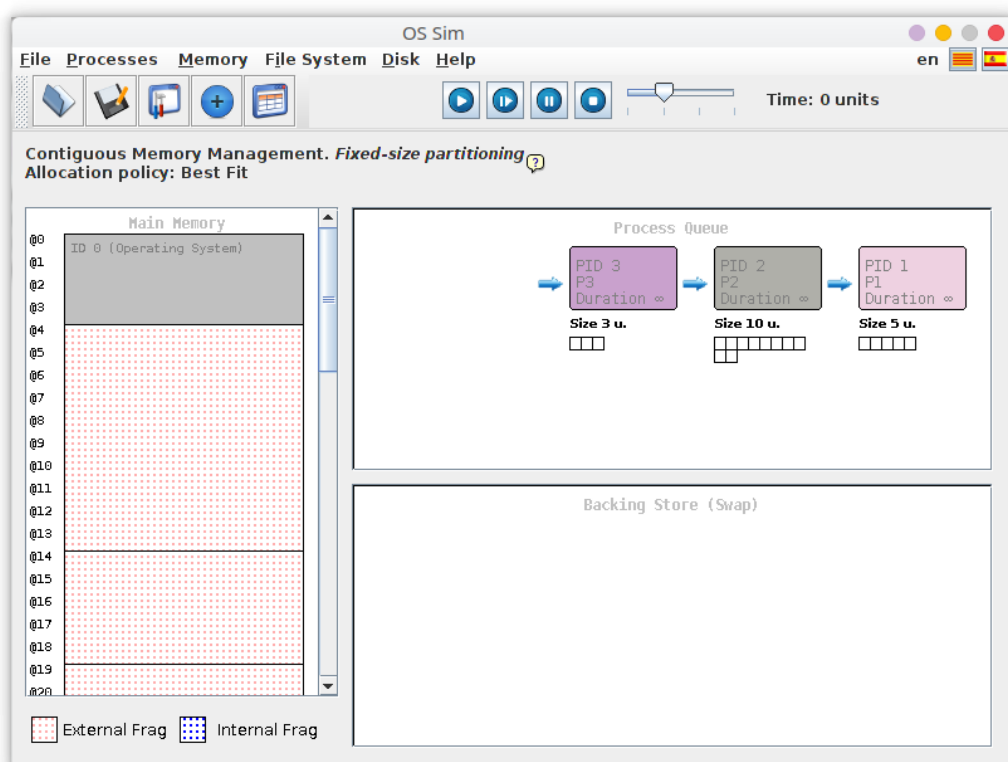 OS Sim
File Processes Memory File System Disk Help en
Time: 0 units
Contiguous Memory Management. Fixed-size partitioning
?
Allocation policy: Best Fit
Main Memory
@0
ID 0 (Operating System)
@1
@2
@3
@4
@5
@6
@7
@8
@9
@10
@11
@12
@13
@14
@15
@16
@17
@18
@19
@20
External Frag Internal Frag
Process Queue
PID 3
P3
Duration ∞
Size 3 u.
PID 2
P2
Duration ∞
Size 10 u.
PID 1
P1
Duration ∞
Size 5 u.
Backing Store (Swap)